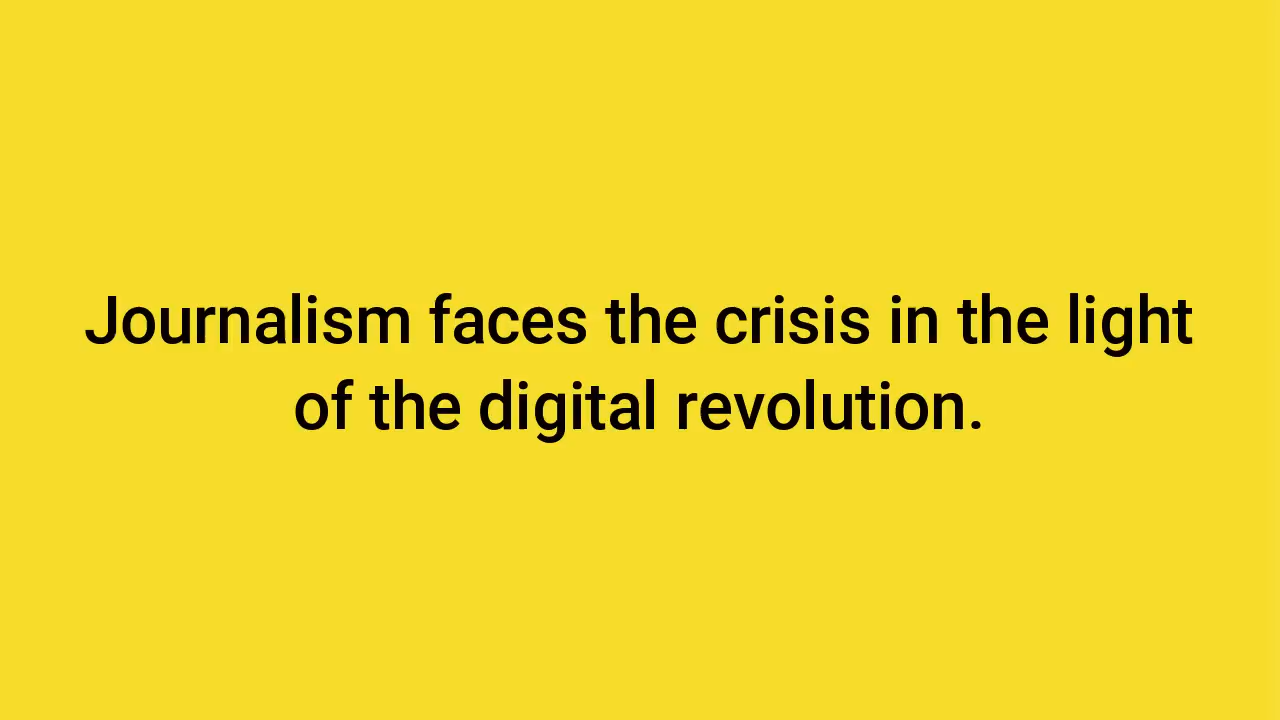 Journalism faces the crisis in the light
of the digital revolution.